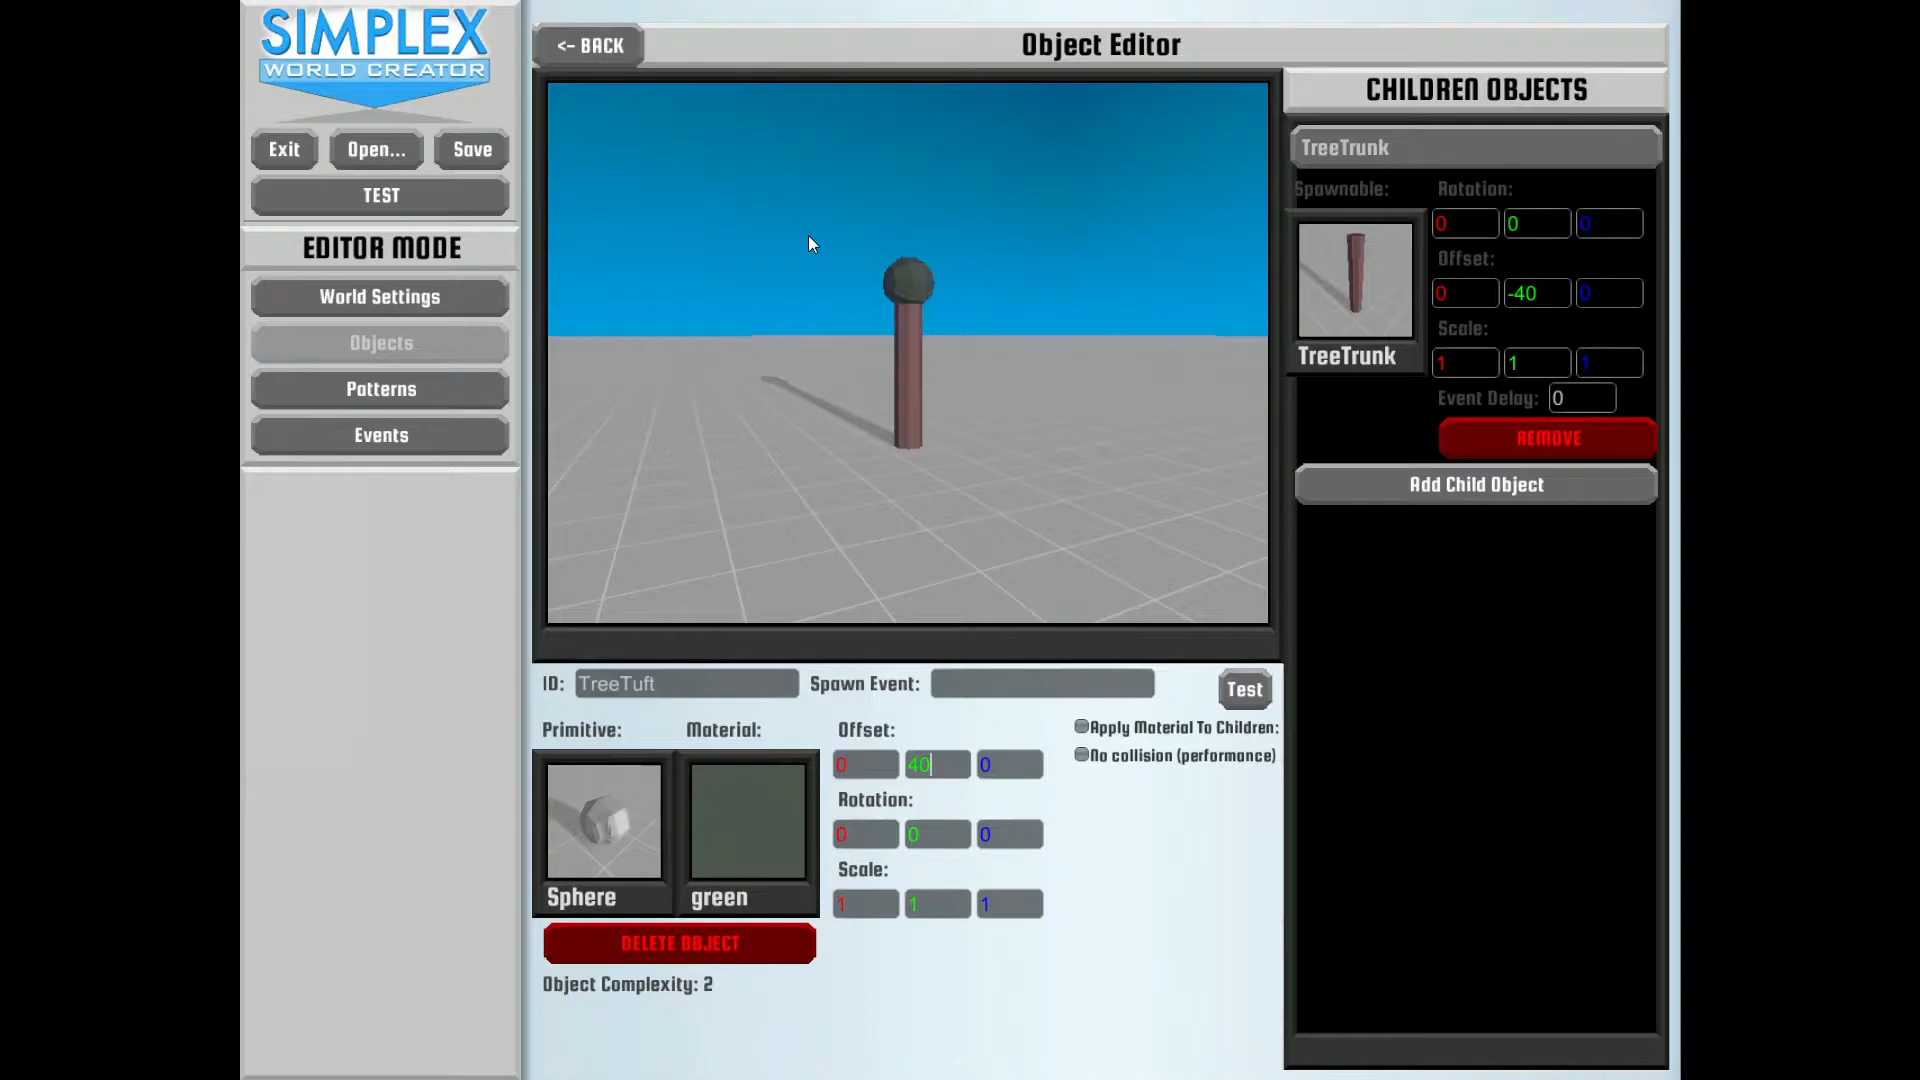 SIMPLEX
WORLD CREATOR
Exit
Open...
Save
TEST
EDITOR MODE
World Settings
Objects
Patterns
Events
<- BACK
Object Editor
CHILDREN OBJECTS
TreeTrunk
Spawnable:
Rotation:
0 0 0
Offset:
0 -40 0
Scale:
1 1 1
TreeTrunk
Event Delay: 0
REMOVE
Add Child Object
ID: TreeTuft
Spawn Event:
Test
Primitive:
Material:
Offset:
Apply Material To Children:
No collision (performance)
0 40 0
Rotation:
0 0 0
Scale:
1 1 1
Sphere
green
DELETE OBJECT
Object Complexity: 2